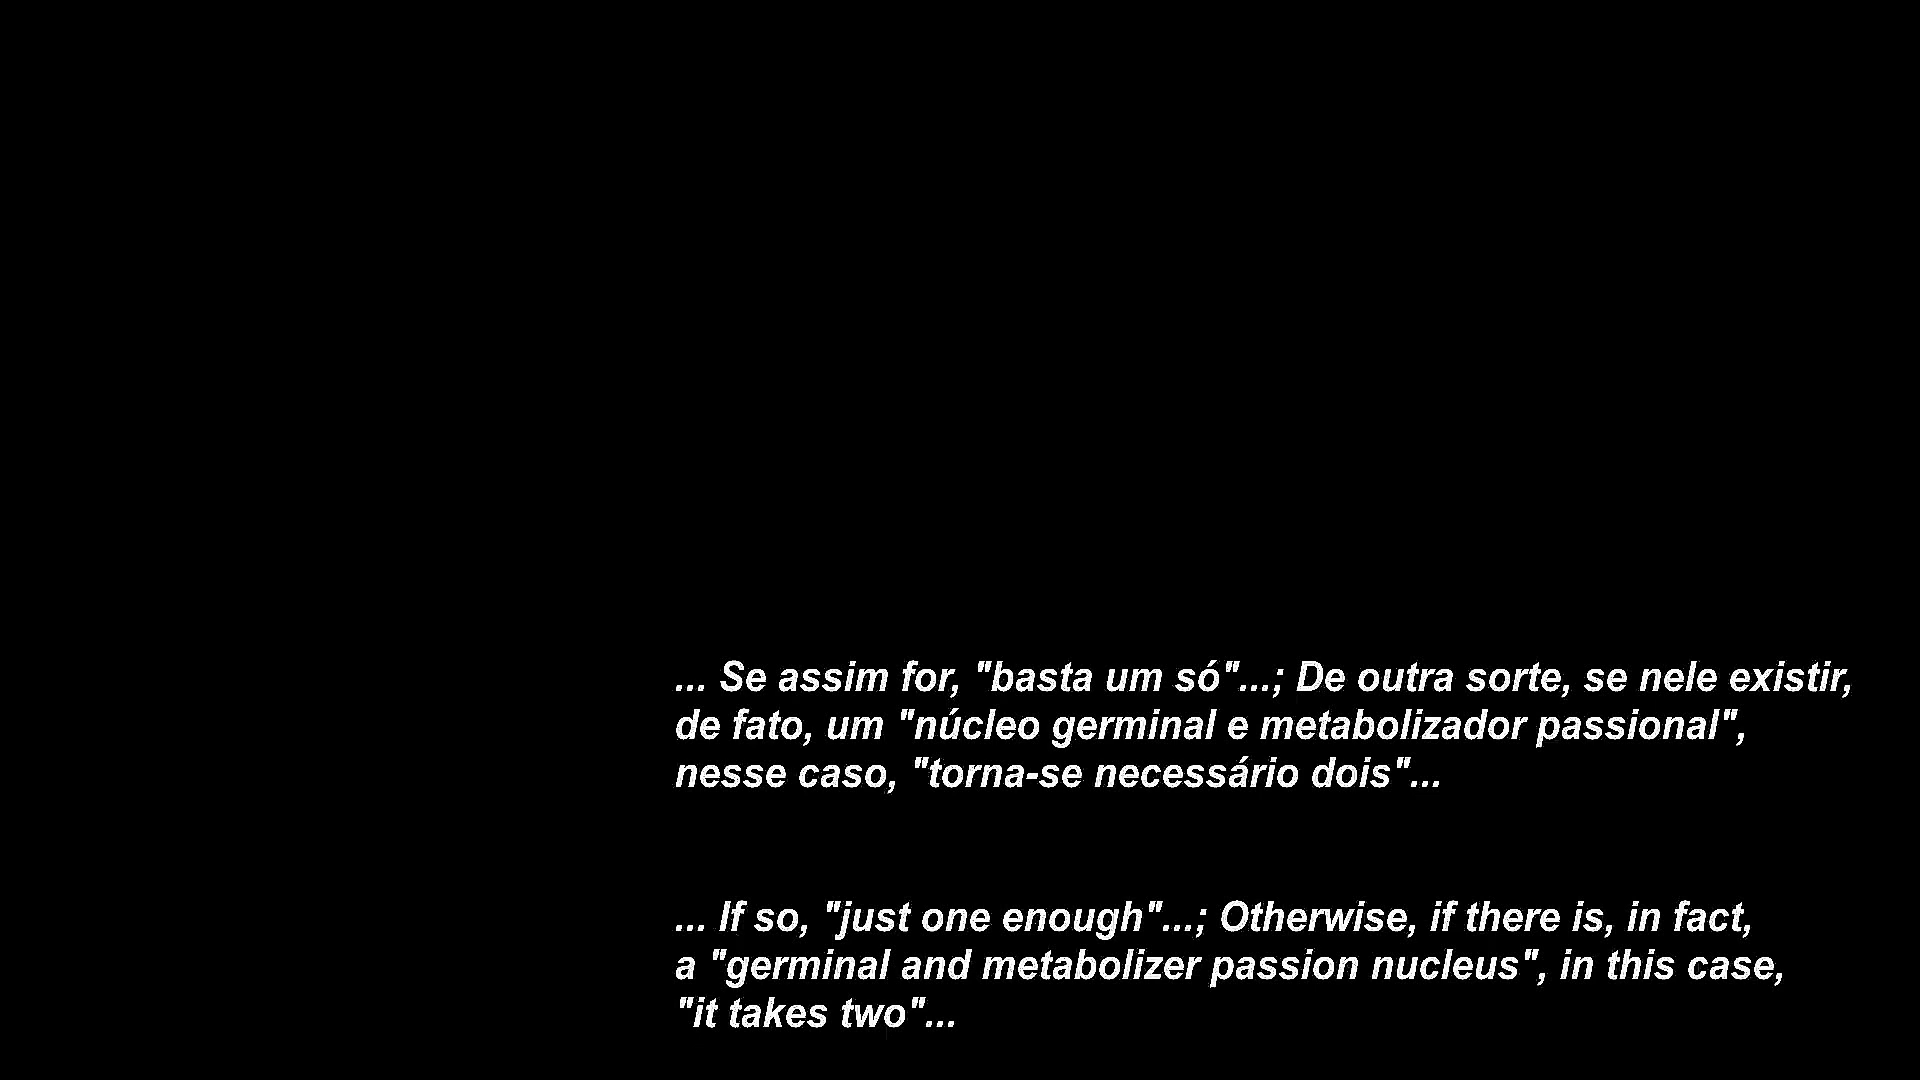 ... Se assim for, "basta um só"...; De outra sorte, se nele existir,
de fato, um "núcleo germinal e metabolizador passional",
nesse caso, "torna-se necessário dois"...
... If so, "just one enough"...; Otherwise, if there is, in fact,
a "germinal and metabolizer passion nucleus", in this case,
"it takes two"...